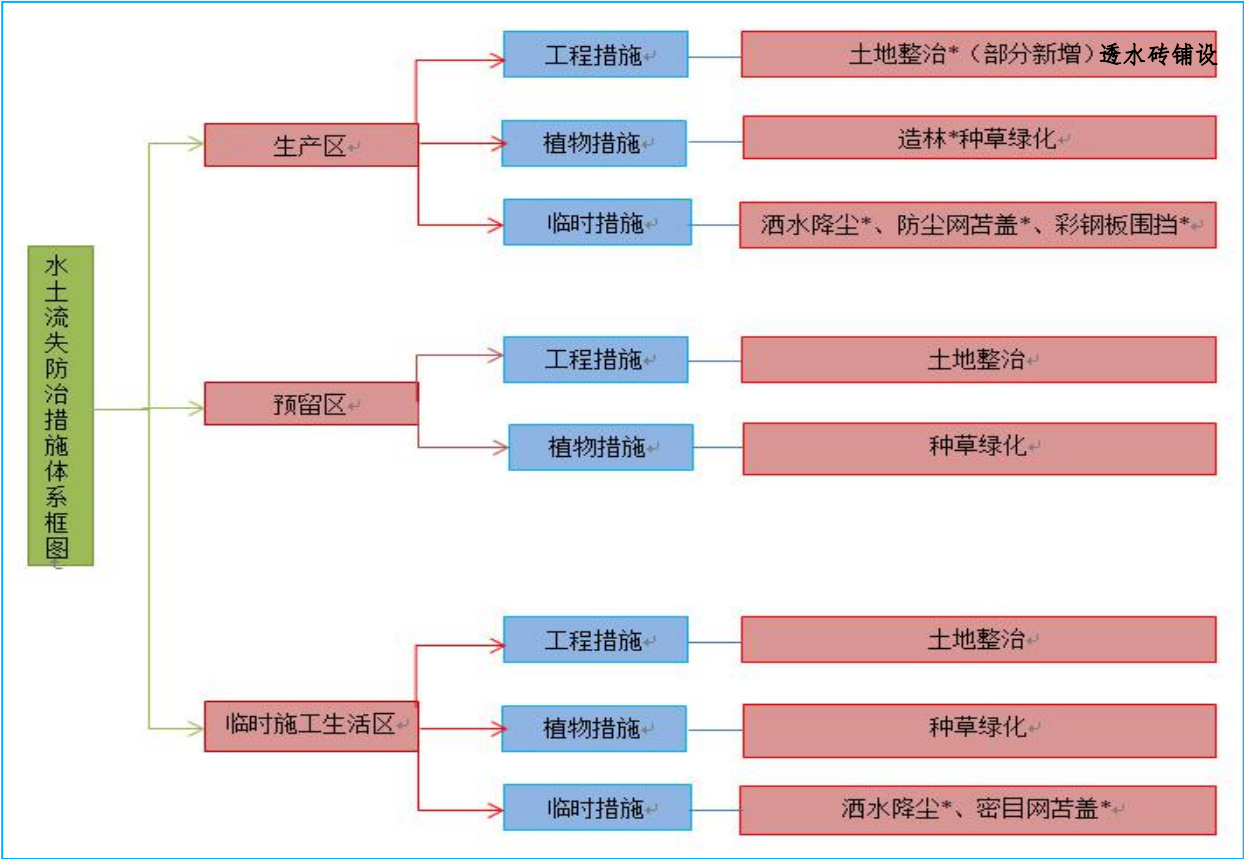 水土流失防治措施体系框图
生产区
工程措施
土地整治*（部分新增）透水砖铺设
植物措施
造林*种草绿化
临时措施
洒水降尘*、防尘网苫盖*、彩钢板围挡*
预留区
工程措施
土地整治
植物措施
种草绿化
临时施工生活区
工程措施
土地整治
植物措施
种草绿化
临时措施
洒水降尘*、密目网苫盖*